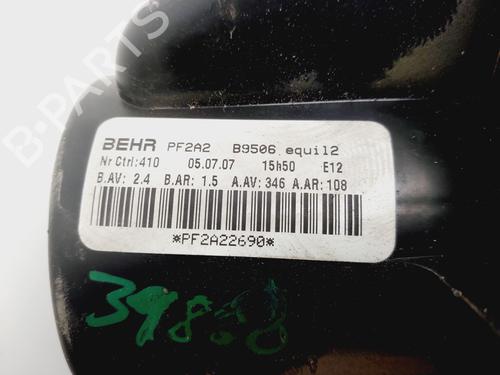 BEHR PF2A2 B9506 equil2
Nr Ctrl:410 05.07.07 15h50 E12
B.AV: 2.4 B.AR: 1.5 A.AV: 346 A.AR: 108
*PF2A22690*
B-PARTS